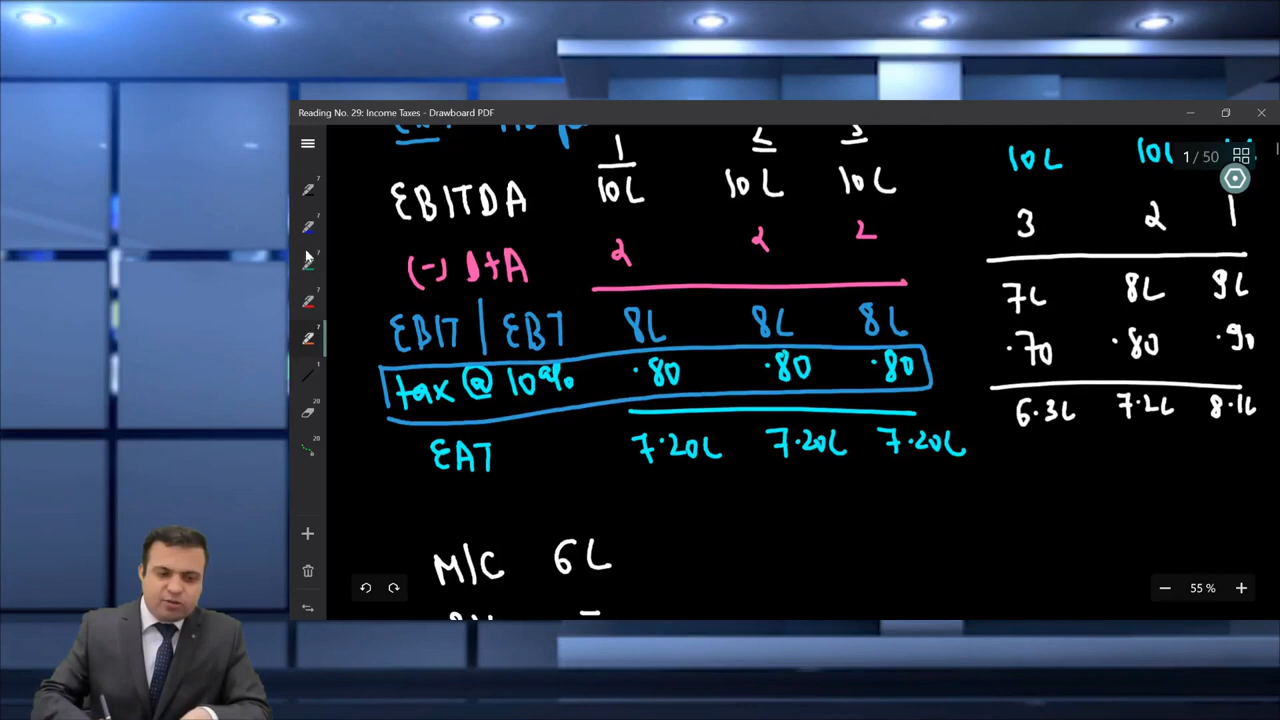 Reading No. 29: Income Taxes - Drawboard PDF
1 / 50
1 2 3
EBITDA 10L 10L 10L
(-) D+A 2 2 2
EBIT | EBT 8L 8L 8L
tax @ 10% .80 .80 .80
EAT 7.20L 7.20L 7.20L
10L 10L
3 2 1
7L 8L 9L
.70 .80 .90
6.3L 7.2L 8.1L
M/C 6L
55 %